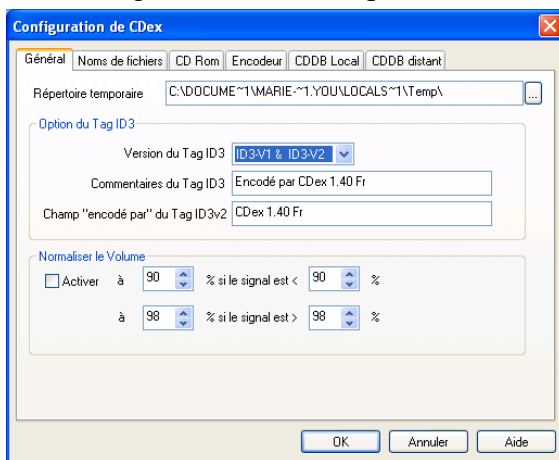 Configuration de CDex
Général Noms de fichiers CD Rom Encodeur CDDB Local CDDB distant
Répertoire temporaire C:\DOCUME~1\MARIE-~1.YOU\LOCALS~1\Temp\ ...
Option du Tag ID3
Version du Tag ID3 ID3-V1 & ID3-V2
Commentaires du Tag ID3 Encodé par CDex 1.40 Fr
Champ "encodé par" du Tag ID3v2 CDex 1.40 Fr
Normaliser le Volume
Activer à 90 % si le signal est < 90 %
à 98 % si le signal est > 98 %
OK Annuler Aide